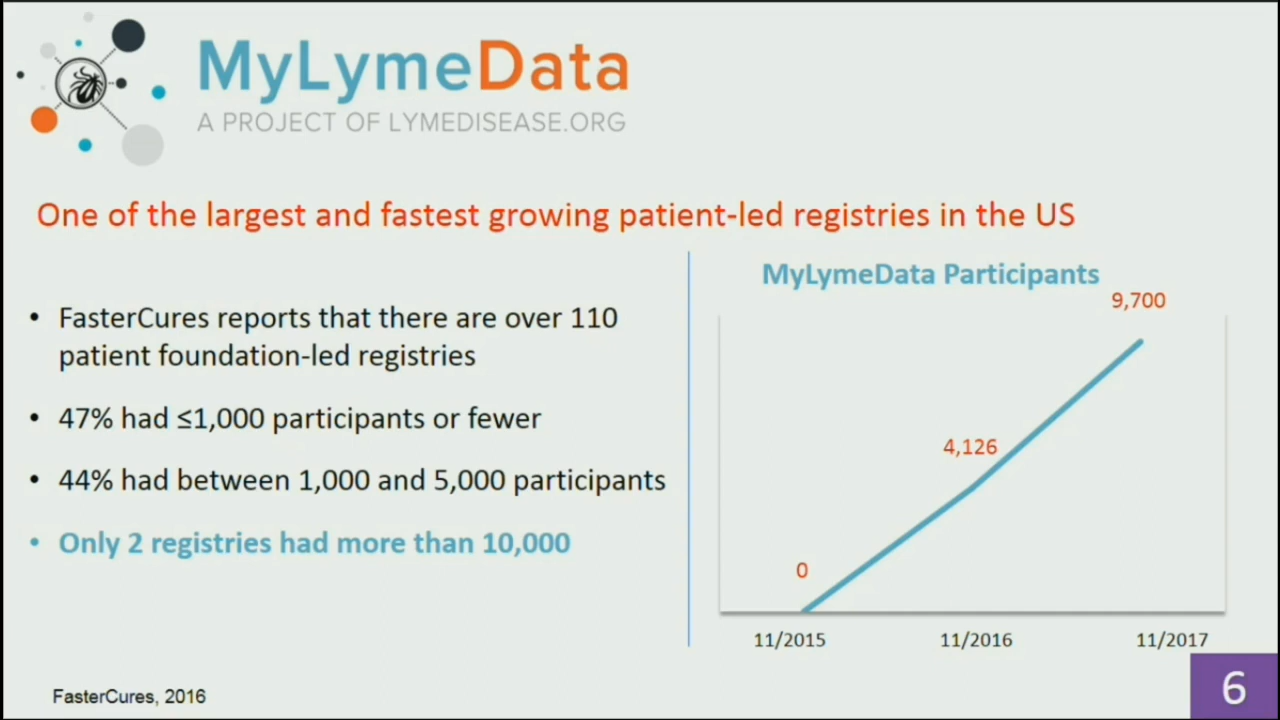 MyLymeData
A PROJECT OF LYMEDISEASE.ORG
One of the largest and fastest growing patient-led registries in the US
• FasterCures reports that there are over 110
patient foundation-led registries
• 47% had ≤1,000 participants or fewer
• 44% had between 1,000 and 5,000 participants
• Only 2 registries had more than 10,000
MyLymeData Participants
9,700
4,126
0
11/2015 11/2016 11/2017
FasterCures, 2016
6